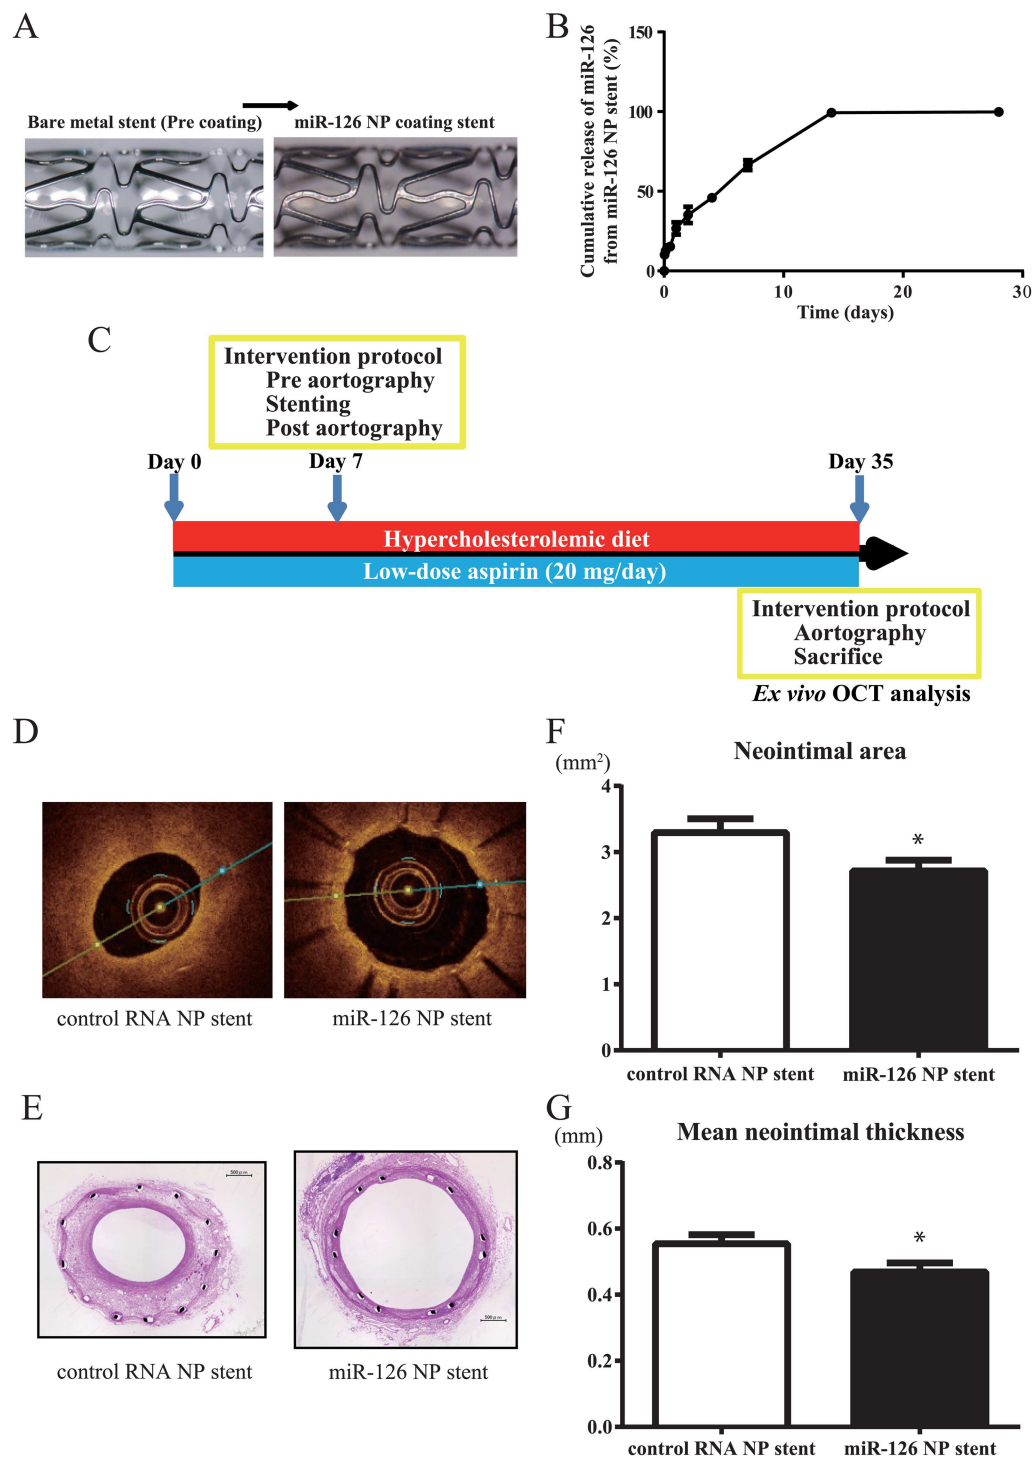 A
Bare metal stent (Pre coating)
miR-126 NP coating stent
B
Cumulative release of miR-126
from miR-126 NP stent (%)
150
100
50
0
0
10
20
30
Time (days)
C
Intervention protocol
Pre aortography
Stenting
Post aortography
Day 0
Day 7
Day 35
Hypercholesterolemic diet
Low-dose aspirin (20 mg/day)
Intervention protocol
Aortography
Sacrifice
Ex vivo OCT analysis
D
control RNA NP stent
miR-126 NP stent
F
(mm²)
Neointimal area
4
3
2
1
0
*
control RNA NP stent
miR-126 NP stent
E
500μm
500μm
control RNA NP stent
miR-126 NP stent
G
(mm)
Mean neointimal thickness
0.8
0.6
0.4
0.2
0.0
*
control RNA NP stent
miR-126 NP stent